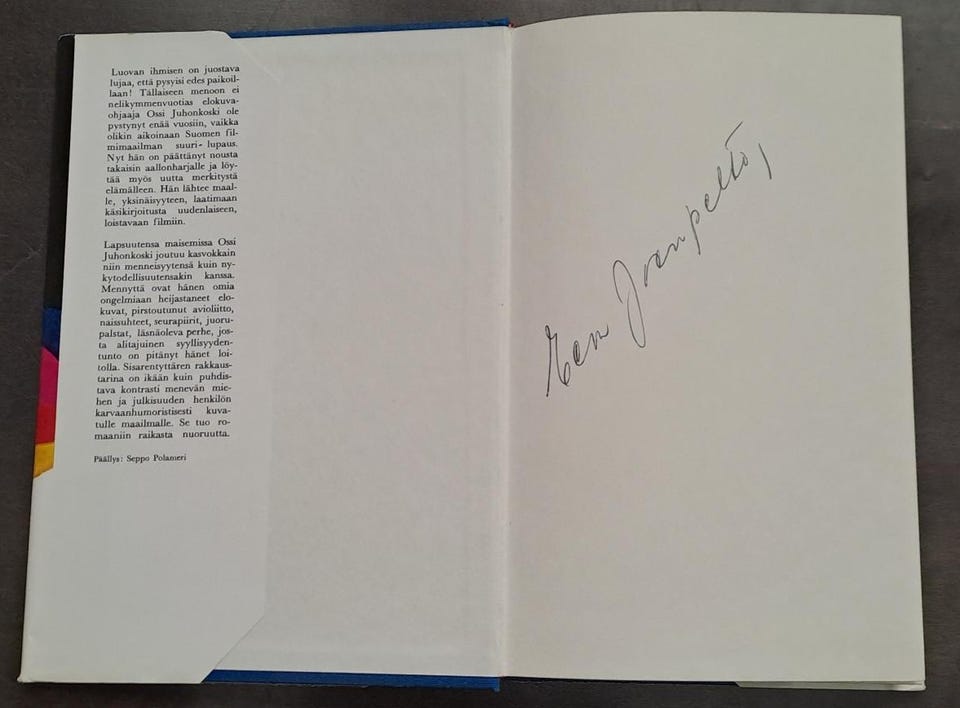 Luovan ihmisen on juostava
lujaa, että pysyisi edes paikoil-
laan! Tällaiseen menoon ei
nelikymmenvuotias elokuva-
ohjaaja Ossi Juhonkoski ole
pystynyt enää vuosiin, vaikka
olikin aikoinaan Suomen fil-
mimaailman suuri-lupaus.
Nyt hän on päättänyt nousta
takaisin aallonharjalle ja löy-
tää myös uutta merkitystä
elämälleen. Hän lähtee maal-
le, yksinäisyyteen, laatimaan
käsikirjoitusta uudenlaiseen,
loistavaan filmiin.
Lapsuutensa maisemissa Ossi
Juhonkoski joutuu kasvokkain
niin menneisyytensä kuin ny-
kytodellisuutensakin kanssa.
Mennyttä ovat hänen omia
ongelmiaan heijastaneet elo-
kuvat, pirstoutunut avioliitto,
naissuhteet, seurapiirit, juoru-
palstat, läsnäoleva perhe, jos-
ta alitajuinen syyllisyyden-
tunto on pitänyt hänet loi-
tolla. Sisarentyttären rakkaus-
tarina on ikään kuin puhdis-
tava kontrasti menevän mie-
hen ja julkisuuden henkilön
karvaanhumoristisesti kuva-
tulle maailmalle. Se tuo ro-
maaniin raikasta nuoruutta.
Päällys: Seppo Polameri
Eeva Joenpelto,